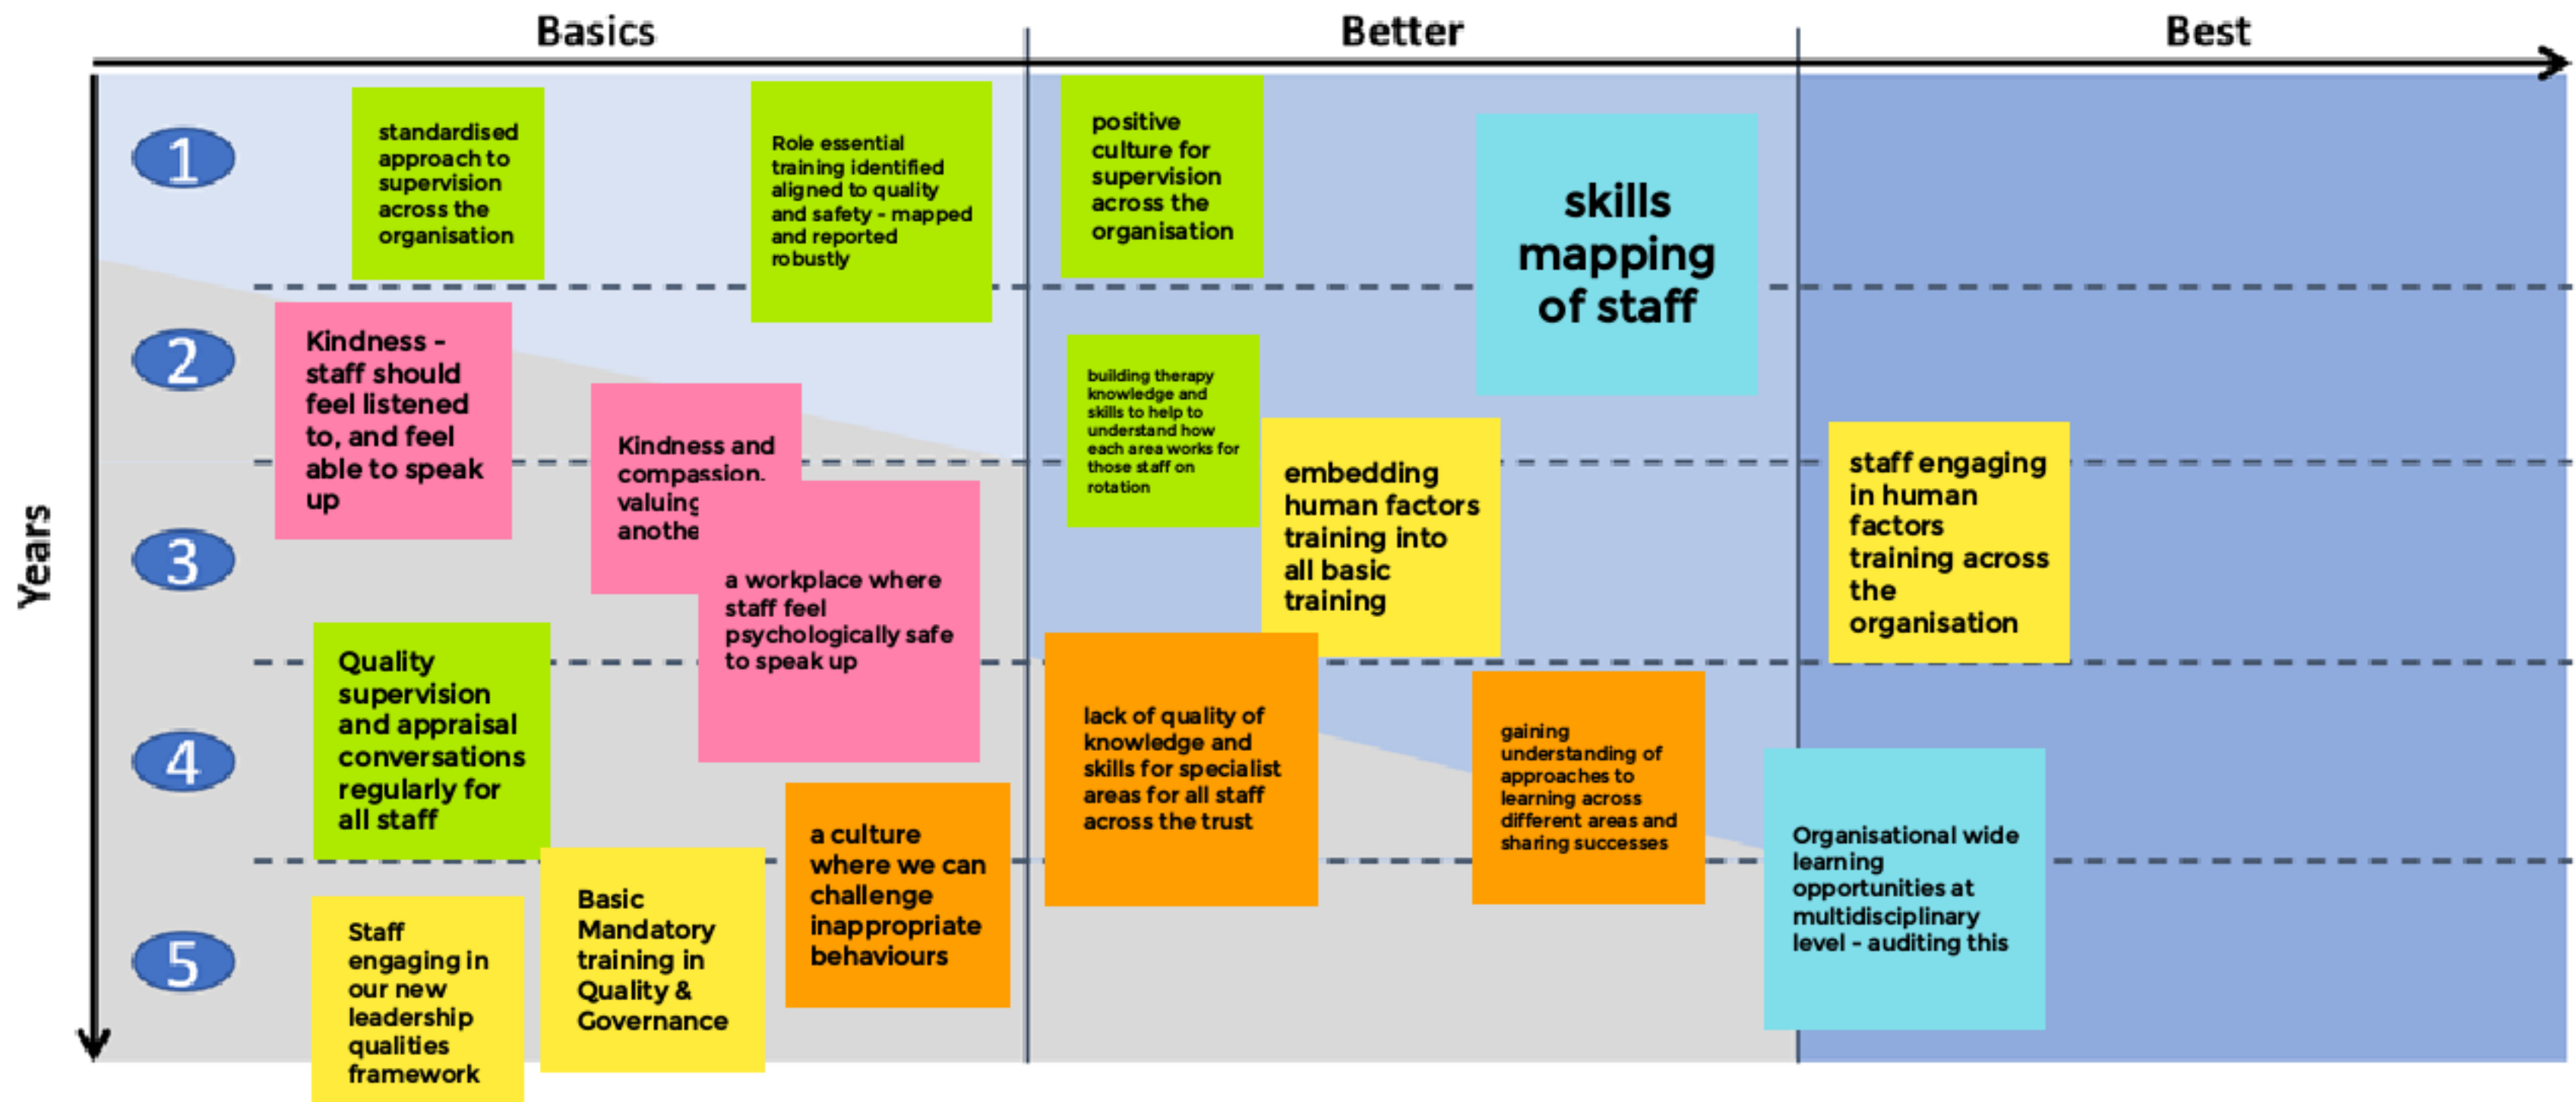 Basics
Better
Best
Years
1
standardised
approach to
supervision
across the
organisation
Role essential
training identified
aligned to quality
and safety - mapped
and reported
robustly
positive
culture for
supervision
across the
organisation
skills
mapping
of staff
2
Kindness -
staff should
feel listened
to, and feel
able to speak
up
Kindness and
compassion,
valuing
building therapy
knowledge and
skills to help to
understand how
each area works for
those staff on
rotation
embedding
human factors
training into
all basic
training
staff engaging
in human
factors
training across
the
organisation
3
a workplace where
staff feel
psychologically safe
to speak up
Quality
supervision
and appraisal
conversations
regularly for
all staff
4
lack of quality of
knowledge and
skills for specialist
areas for all staff
across the trust
gaining
understanding of
approaches to
learning across
different areas and
sharing successes
Organisational wide
learning
opportunities at
multidisciplinary
level - auditing this
a culture
where we can
challenge
inappropriate
behaviours
5
Staff
engaging in
our new
leadership
qualities
framework
Basic
Mandatory
training in
Quality &
Governance